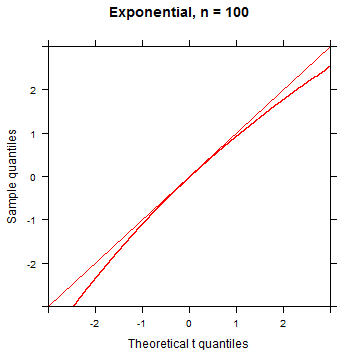 Exponential, n = 100
2
1
0
-1
-2
Sample quantiles
-2 -1 0 1 2
Theoretical t quantiles